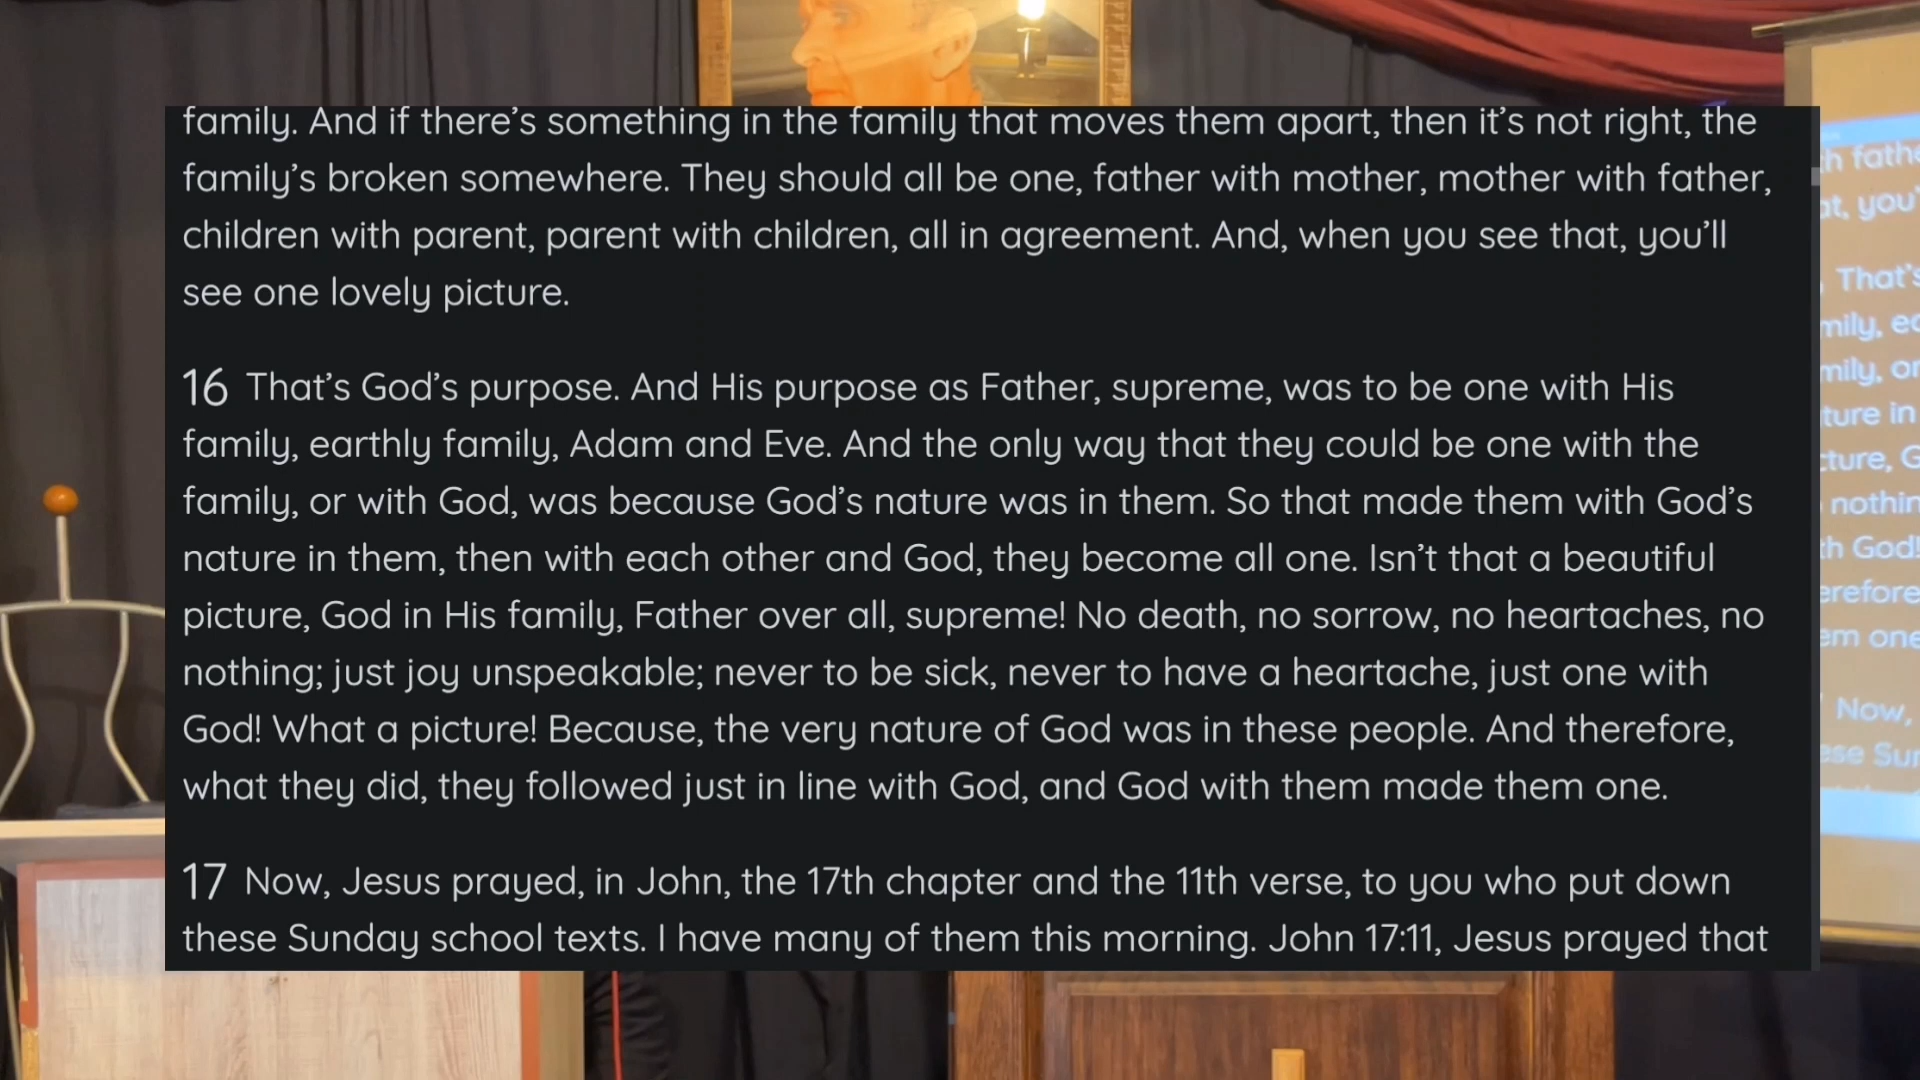 family. And if there’s something in the family that moves them apart, then it’s not right, the
family’s broken somewhere. They should all be one, father with mother, mother with father,
children with parent, parent with children, all in agreement. And, when you see that, you’ll
see one lovely picture.
16 That’s God’s purpose. And His purpose as Father, supreme, was to be one with His
family, earthly family, Adam and Eve. And the only way that they could be one with the
family, or with God, was because God’s nature was in them. So that made them with God’s
nature in them, then with each other and God, they become all one. Isn’t that a beautiful
picture, God in His family, Father over all, supreme! No death, no sorrow, no heartaches, no
nothing; just joy unspeakable; never to be sick, never to have a heartache, just one with
God! What a picture! Because, the very nature of God was in these people. And therefore,
what they did, they followed just in line with God, and God with them made them one.
17 Now, Jesus prayed, in John, the 17th chapter and the 11th verse, to you who put down
these Sunday school texts. I have many of them this morning. John 17:11, Jesus prayed that
That’s
ture in
God!
Now,